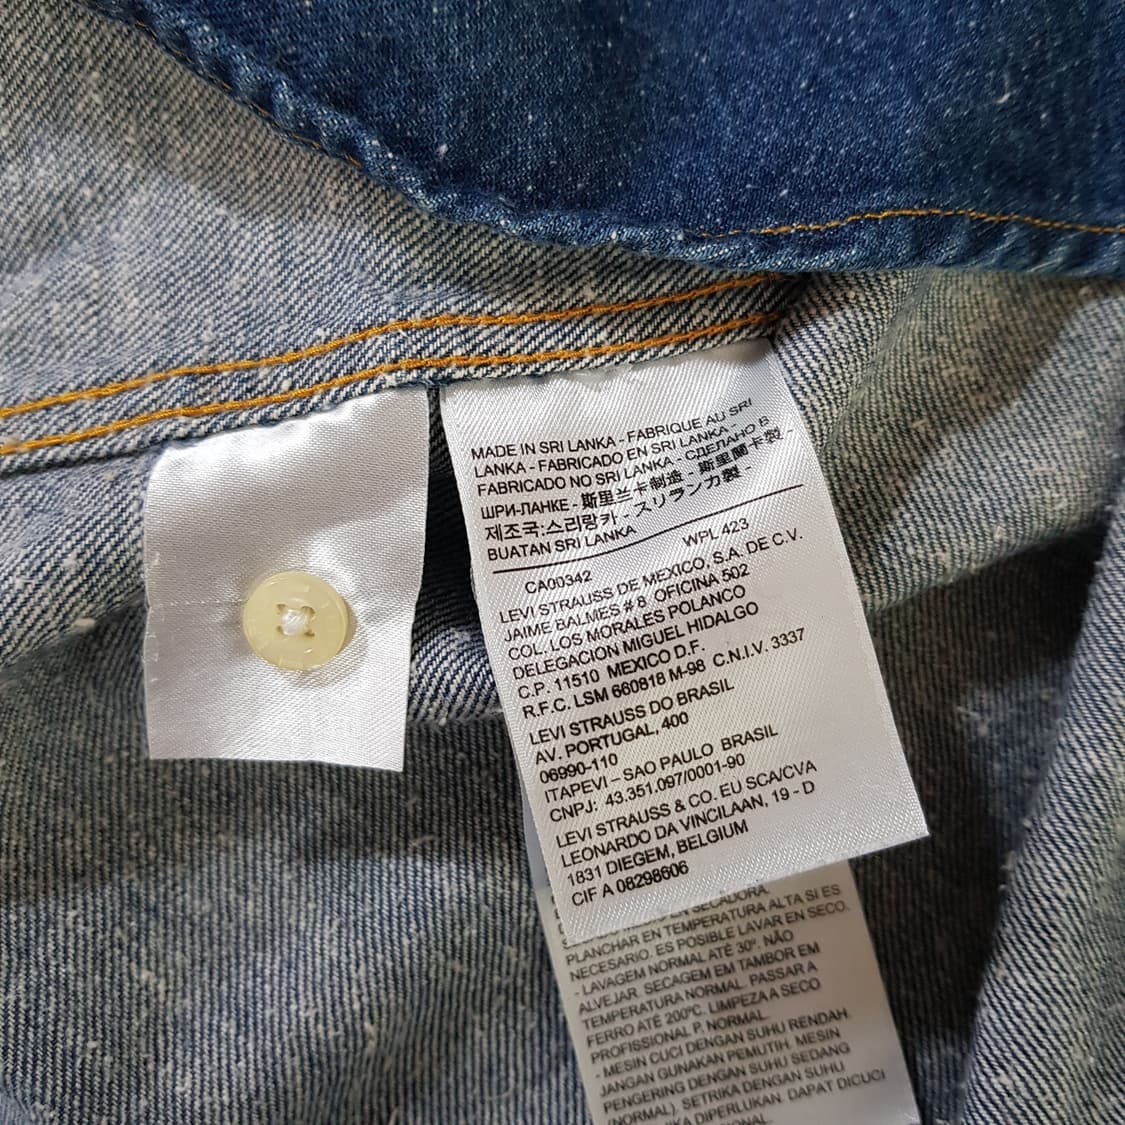 MADE IN SRI LANKA - FABRIQUE AU SRI
LANKA - FABRICADO EN SRI LANKA -
FABRICADO NO SRI LANKA - СДЕЛАНО В
ШРИ-ЛАНКЕ - 斯里兰卡制造 - 斯里蘭卡製 -
제조국:스리랑카 - スリランカ製 -
BUATAN SRI LANKA
CA00342 WPL 423
LEVI STRAUSS DE MEXICO, S.A. DE C.V.
JAIME BALMES # 8 OFICINA 502
COL. LOS MORALES POLANCO
DELEGACION MIGUEL HIDALGO
C.P. 11510 MEXICO D.F.
R.F.C. LSM 660818 M-98 C.N.I.V. 3337
LEVI STRAUSS DO BRASIL
AV. PORTUGAL, 400
06990-110
ITAPEVI – SAO PAULO BRASIL
CNPJ: 43.351.097/0001-90
LEVI STRAUSS & CO. EU SCA/CVA
LEONARDO DA VINCILAAN, 19 - D
1831 DIEGEM, BELGIUM
CIF A 08298606
EN SECADORA.
PLANCHAR EN TEMPERATURA ALTA SI ES
NECESARIO. ES POSIBLE LAVAR EN SECO.
- LAVAGEM NORMAL ATÉ 30º. NÃO
ALVEJAR. SECAGEM EM TAMBOR EM
TEMPERATURA NORMAL. PASSAR A
FERRO ATÉ 200ºC. LIMPEZA A SECO
PROFISSIONAL P. NORMAL.
- MESIN CUCI DENGAN SUHU RENDAH.
JANGAN GUNAKAN PEMUTIH. MESIN
PENGERING DENGAN SUHU SEDANG
(NORMAL). SETRIKA DENGAN SUHU
DIPERLUKAN. DAPAT DICUCI